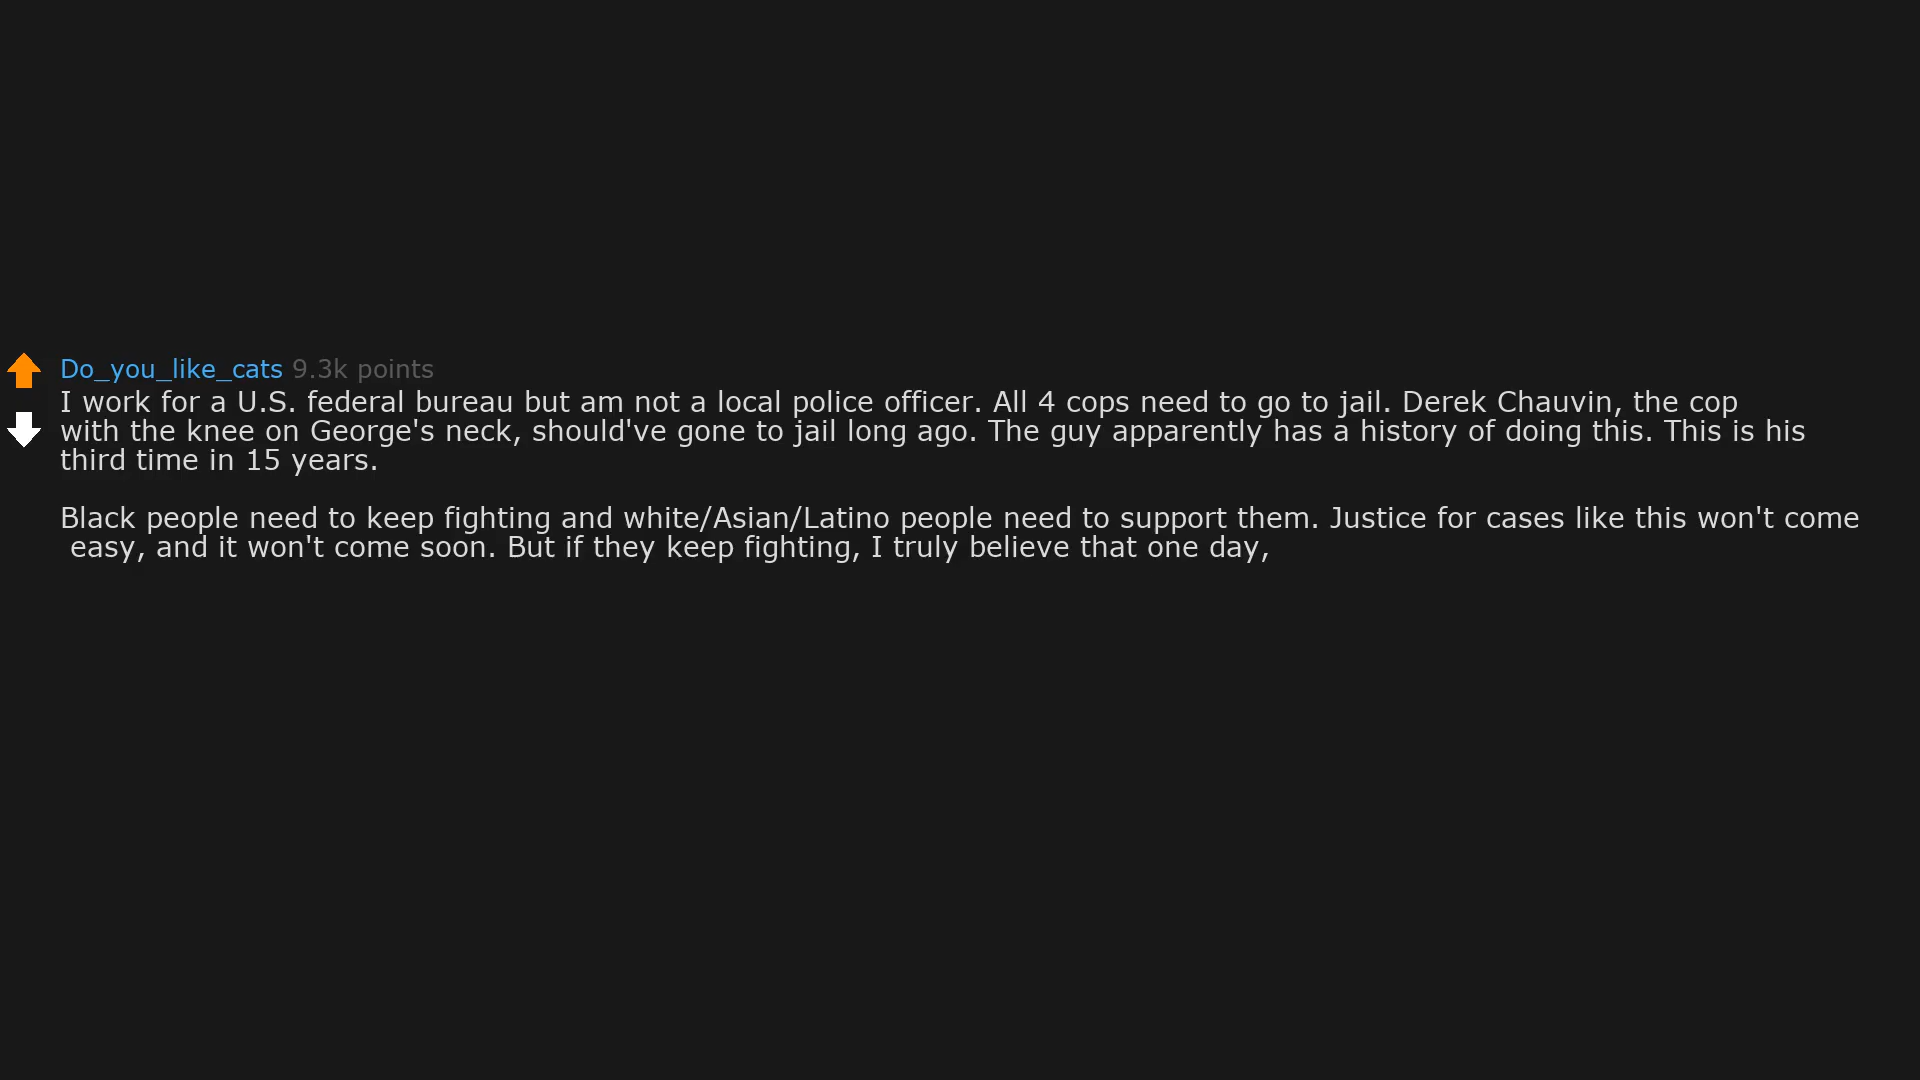 Do_you_like_cats 9.3k points
I work for a U.S. federal bureau but am not a local police officer. All 4 cops need to go to jail. Derek Chauvin, the cop
with the knee on George's neck, should've gone to jail long ago. The guy apparently has a history of doing this. This is his
third time in 15 years.
Black people need to keep fighting and white/Asian/Latino people need to support them. Justice for cases like this won't come
easy, and it won't come soon. But if they keep fighting, I truly believe that one day,